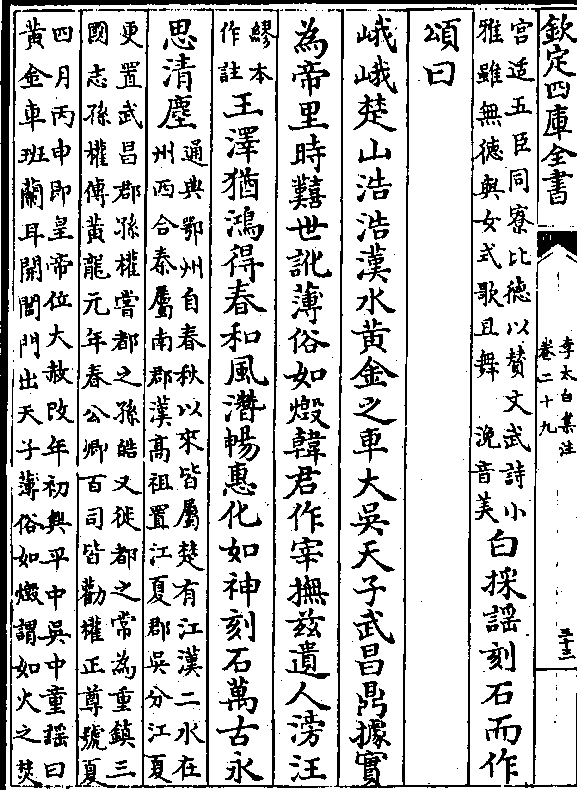 欽定四庫全書
李太白集注
卷二十九
三十三
宫适五臣同寮比德以賛文武詩小
雅雖無德與女式歌且舞　浼音美
白採謡刻石而作
頌曰
峨峨楚山浩浩漢水黄金之車大吳天子武昌鼎據實
為帝里時囏世訛薄俗如燬韓君作宰撫兹遺人滂汪
繆本
作註
王澤猶鴻得春和風潛暢惠化如神刻石萬古永
思清塵
通典鄂州自春秋以來皆屬楚有江漢二水在
州西合秦屬南郡漢髙祖置江夏郡吳分江夏
更置武昌郡孫權嘗都之孫皓又徙都之常為重鎮三
國志孫權傳黄龍元年春公卿百司皆勸權正尊號夏
四月丙申即皇帝位大赦改年初興平中吳中童謡曰
黄金車班蘭耳開閶門出天子薄俗如燬謂如火之焚